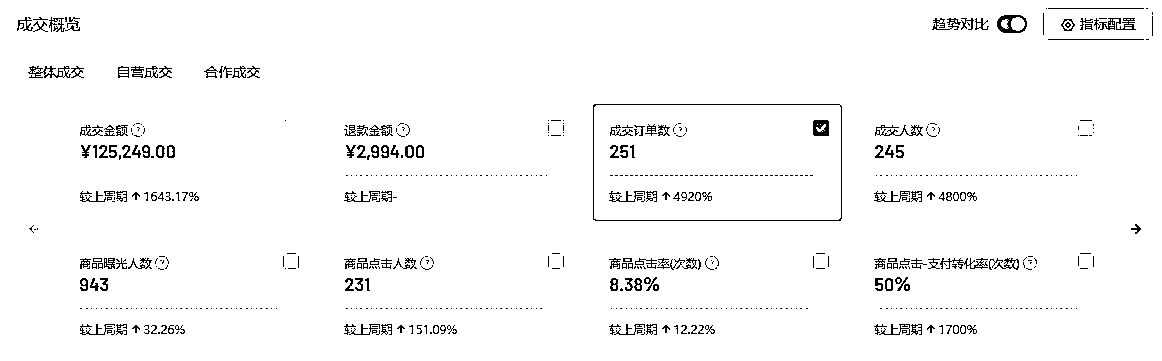 成交概览
趋势对比
指标配置
整体成交 自营成交 合作成交
成交金额 ?
¥125,249.00
较上周期 ↑ 1643.17%
退款金额 ?
¥2,994.00
较上周期-
成交订单数 ?
251
较上周期 ↑ 4920%
成交人数 ?
245
较上周期 ↑ 4800%
商品曝光人数 ?
943
较上周期 ↑ 32.26%
商品点击人数 ?
231
较上周期 ↑ 151.09%
商品点击率(次数) ?
8.38%
较上周期 ↑ 12.22%
商品点击-支付转化率(次数) ?
50%
较上周期 ↑ 1700%